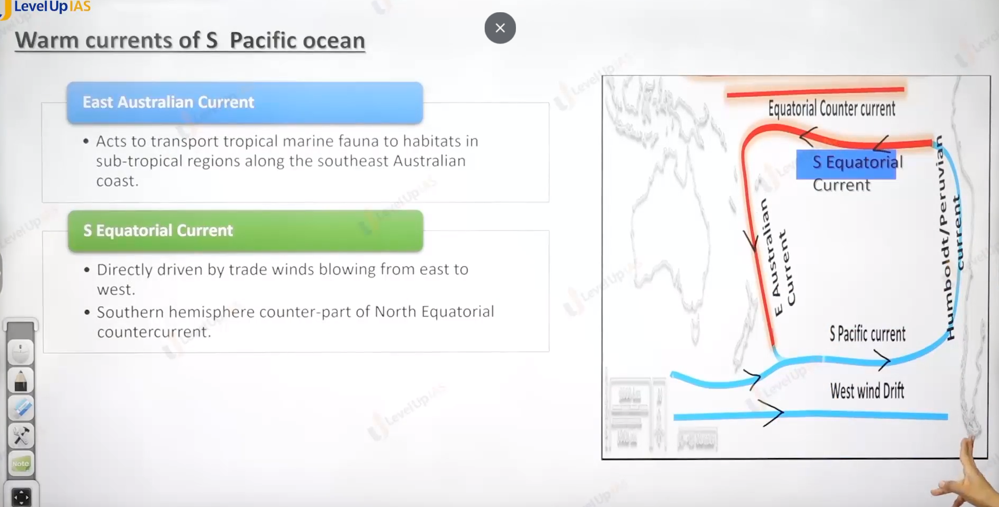 LevelUp IAS
Warm currents of S Pacific ocean
East Australian Current
• Acts to transport tropical marine fauna to habitats in
sub-tropical regions along the southeast Australian
coast.
S Equatorial Current
• Directly driven by trade winds blowing from east to
west.
• Southern hemisphere counter-part of North Equatorial
countercurrent.
Equatorial Counter current
S Equatorial
Current
E Australian
Current
Humboldt/Peruvian
current
S Pacific current
West wind Drift
Note